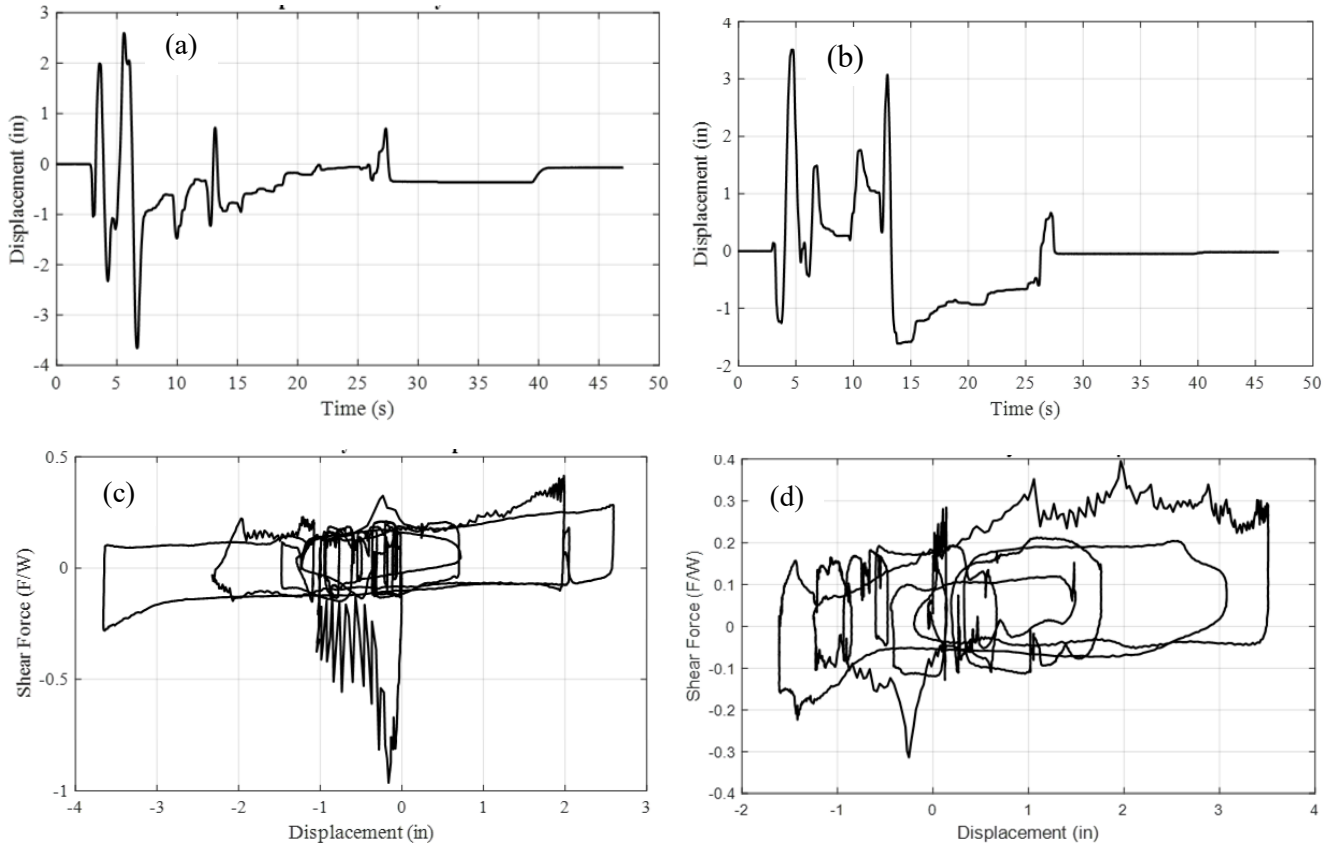 (a)
3
2
1
0
-1
-2
-3
-4
Displacement (in)
0 5 10 15 20 25 30 35 40 45 50
Time (s)
(b)
4
3
2
1
0
-1
-2
Displacement (in)
0 5 10 15 20 25 30 35 40 45 50
Time (s)
(c)
0.5
0
-0.5
-1
Shear Force (F/W)
-4 -3 -2 -1 0 1 2 3
Displacement (in)
(d)
0.4
0.3
0.2
0.1
0
-0.1
-0.2
-0.3
-0.4
Shear Force (F/W)
-2 -1 0 1 2 3 4
Displacement (in)